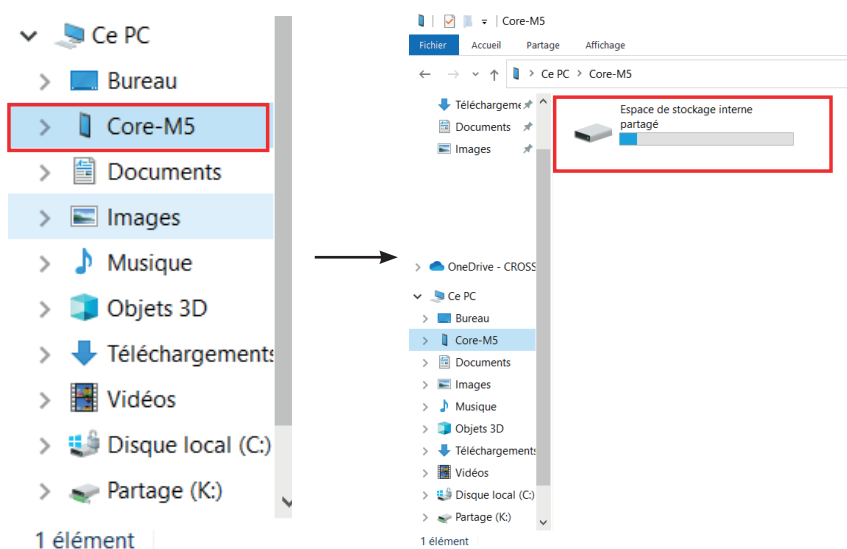 Ce PC
Bureau
Core-M5
Documents
Images
Musique
Objets 3D
Téléchargements
Vidéos
Disque local (C:)
Partage (K:)
1 élément
Core-M5
Fichier Accueil Partage Affichage
Ce PC > Core-M5
Téléchargeme
Documents
Images
Espace de stockage interne
partagé
OneDrive - CROSS
Ce PC
Bureau
Core-M5
Documents
Images
Musique
Objets 3D
Téléchargements
Vidéos
Disque local (C:)
Partage (K:)
1 élément